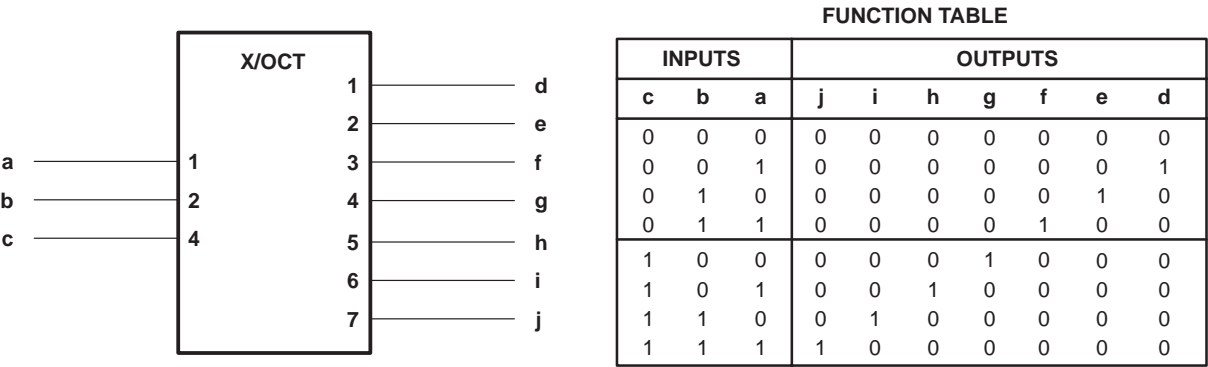 X/OCT
1 d
2 e
a 1 3 f
b 2 4 g
c 4 5 h
6 i
7 j
FUNCTION TABLE
INPUTS OUTPUTS
c b a j i h g f e d
0 0 0 0 0 0 0 0 0 0
0 0 1 0 0 0 0 0 0 1
0 1 0 0 0 0 0 0 1 0
0 1 1 0 0 0 0 1 0 0
1 0 0 0 0 0 1 0 0 0
1 0 1 0 0 1 0 0 0 0
1 1 0 0 1 0 0 0 0 0
1 1 1 1 0 0 0 0 0 0